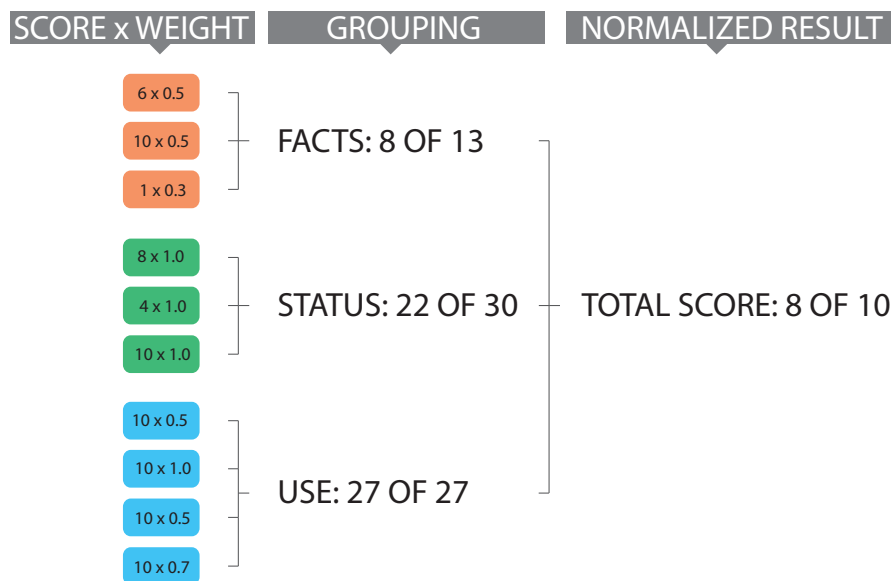 SCORE x WEIGHT
GROUPING
NORMALIZED RESULT
6 x 0.5
10 x 0.5
1 x 0.3
FACTS: 8 OF 13
8 x 1.0
4 x 1.0
10 x 1.0
STATUS: 22 OF 30
TOTAL SCORE: 8 OF 10
10 x 0.5
10 x 1.0
10 x 0.5
10 x 0.7
USE: 27 OF 27